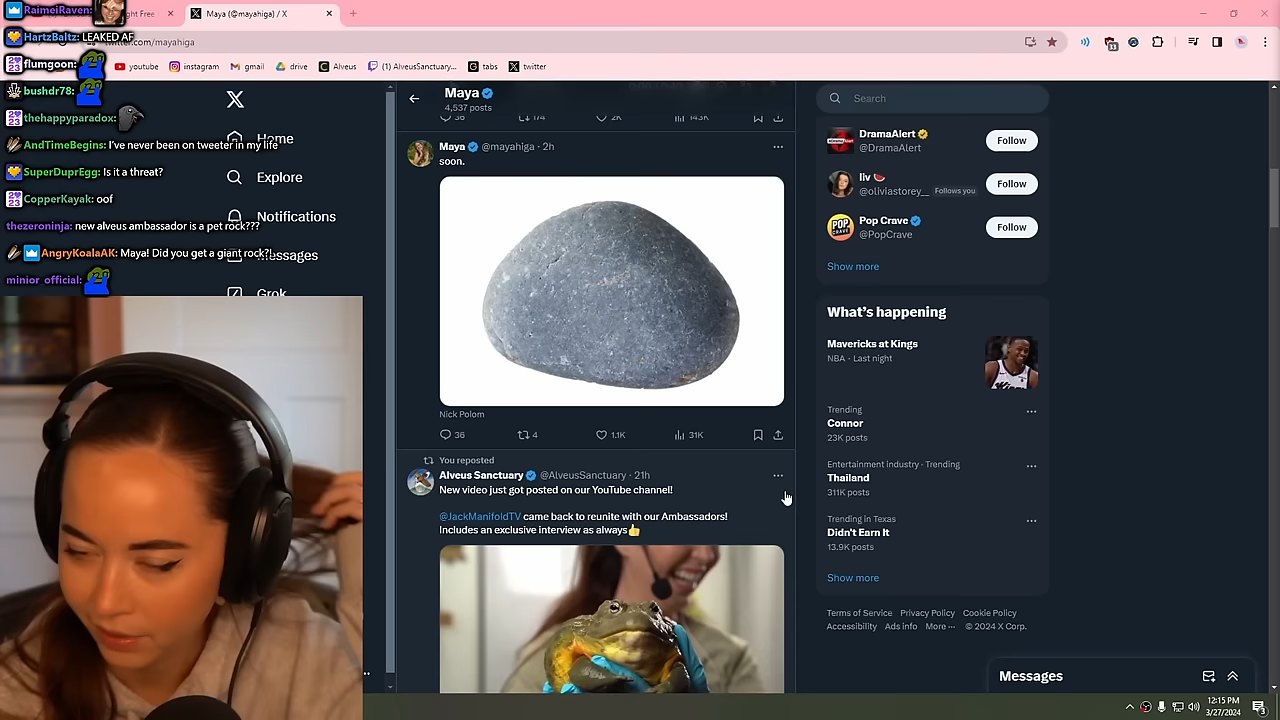 RaimeiRaven:
HartzBaltz: LEAKED AF
flumgoon:
bushdr78:
thehappyparadox:
AndTimeBegins: I've never been on tweeter in my life
SuperDuprEgg: Is it a threat?
CopperKayak: oof
thezeroninja: new alveus ambassador is a pet rock???
AngryKoalaAK: Maya! Did you get a giant rock?!
minior_official:
Maya (@mayahiga) / X
twitter.com/mayahiga
youtube
instagram
gmail
drive
Alveus
(1) AlveusSanctuary...
tabs
twitter
Home
Explore
Notifications
Grok
Maya
4,537 posts
36 174 2K 143K
Maya @mayahiga · 2h
soon.
Nick Polom
36 4 1.1K 31K
You reposted
Alveus Sanctuary @AlveusSanctuary · 21h
New video just got posted on our YouTube channel!
@JackManifoldTV came back to reunite with our Ambassadors!
Includes an exclusive interview as always
Search
DramaAlert
@DramaAlert
Follow
liv
@oliviastorey__ Follows you
Follow
Pop Crave
@PopCrave
Follow
Show more
What's happening
Mavericks at Kings
NBA · Last night
Trending
Connor
23K posts
Entertainment industry · Trending
Thailand
311K posts
Trending in Texas
Didn't Earn It
13.9K posts
Show more
Terms of Service Privacy Policy Cookie Policy
Accessibility Ads info More ··· © 2024 X Corp.
Messages
12:15 PM
3/27/2024